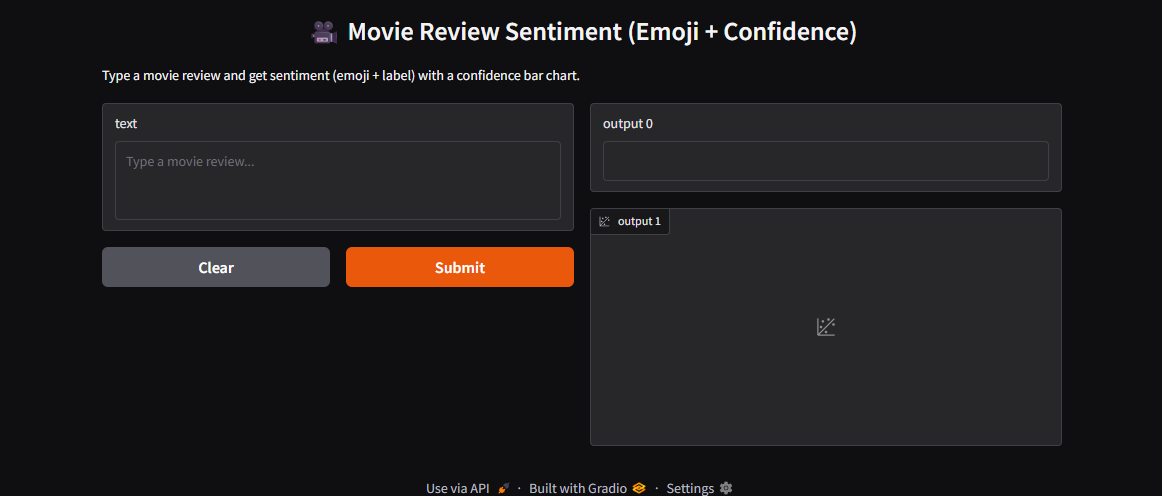 🎥 Movie Review Sentiment (Emoji + Confidence)
Type a movie review and get sentiment (emoji + label) with a confidence bar chart.
text
Type a movie review...
Clear
Submit
output 0
output 1
Use via API 🚀 · Built with Gradio · Settings ⚙️